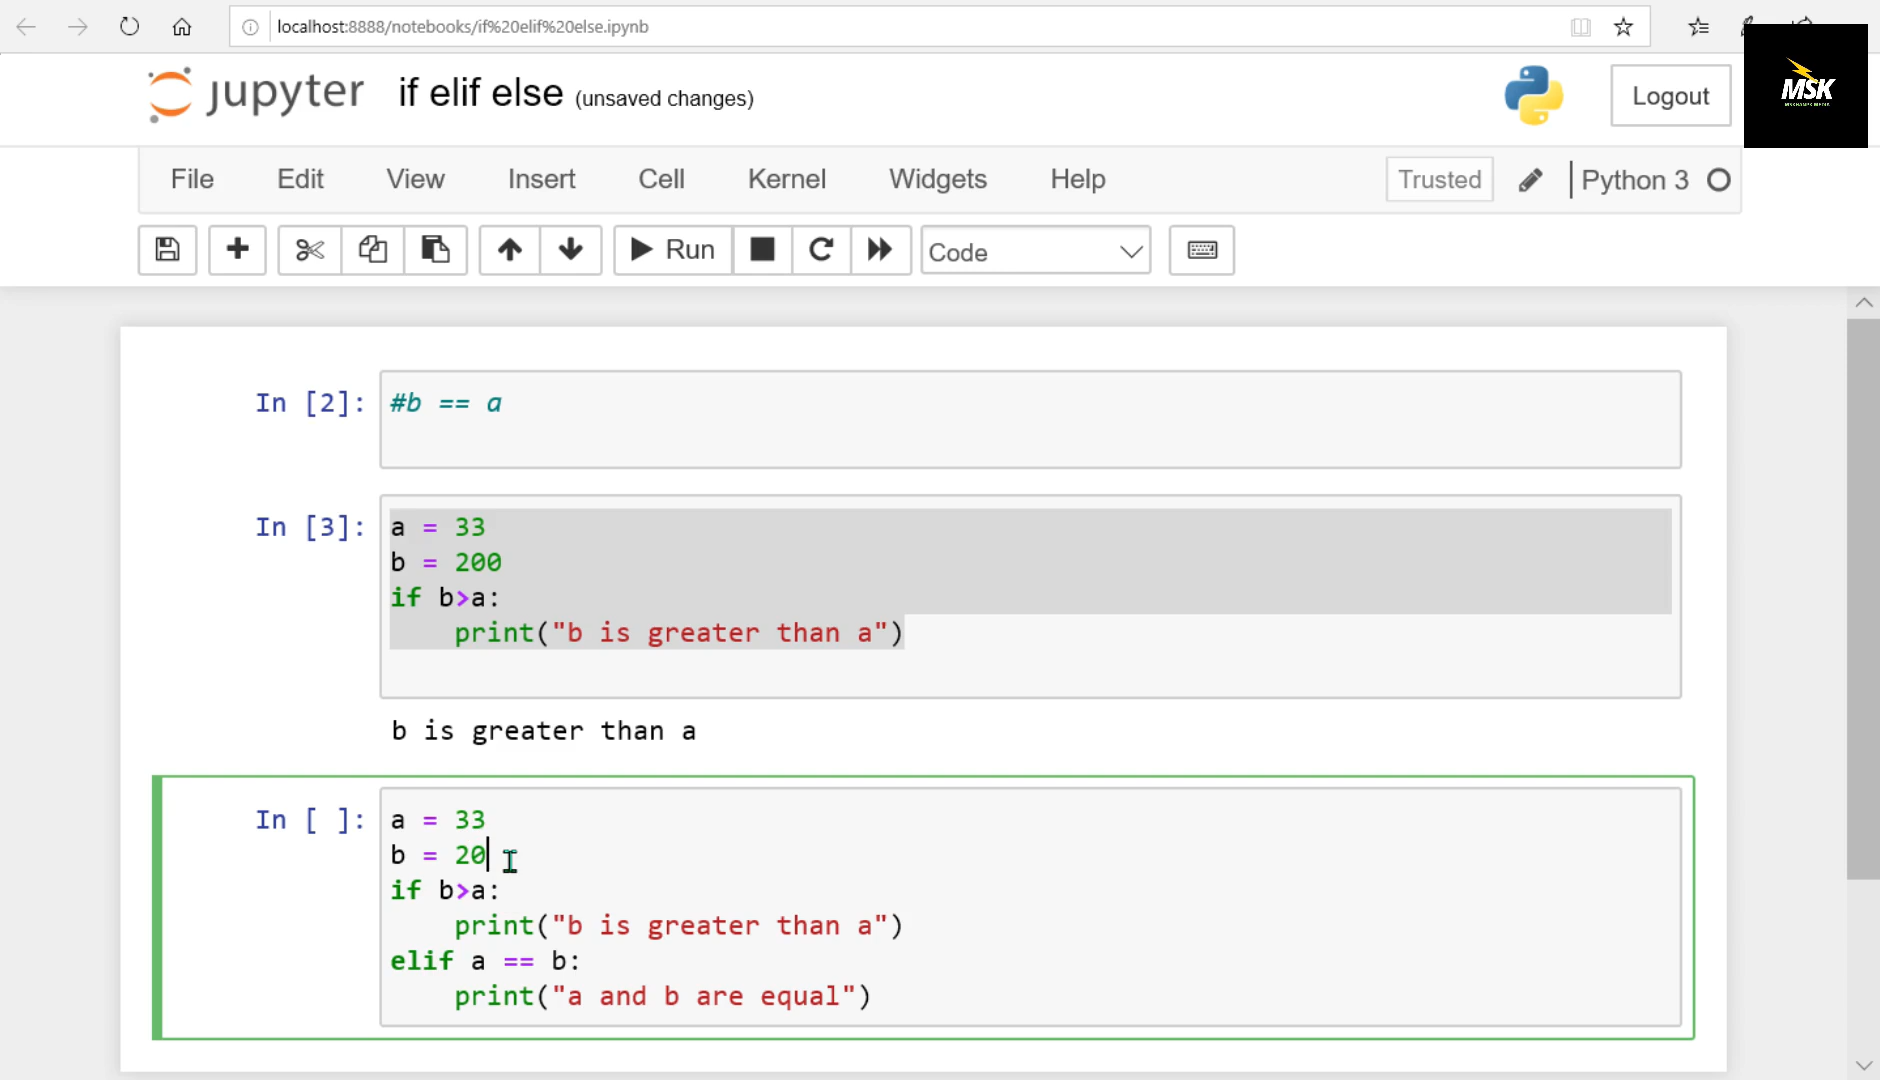 localhost:8888/notebooks/if%20elif%20else.ipynb
MSK
jupyter if elif else (unsaved changes)
Logout
File Edit View Insert Cell Kernel Widgets Help Trusted Python 3
Run Code
In [2]: #b == a
In [3]: a = 33
b = 200
if b>a:
print("b is greater than a")
b is greater than a
In [ ]: a = 33
b = 20
if b>a:
print("b is greater than a")
elif a == b:
print("a and b are equal")